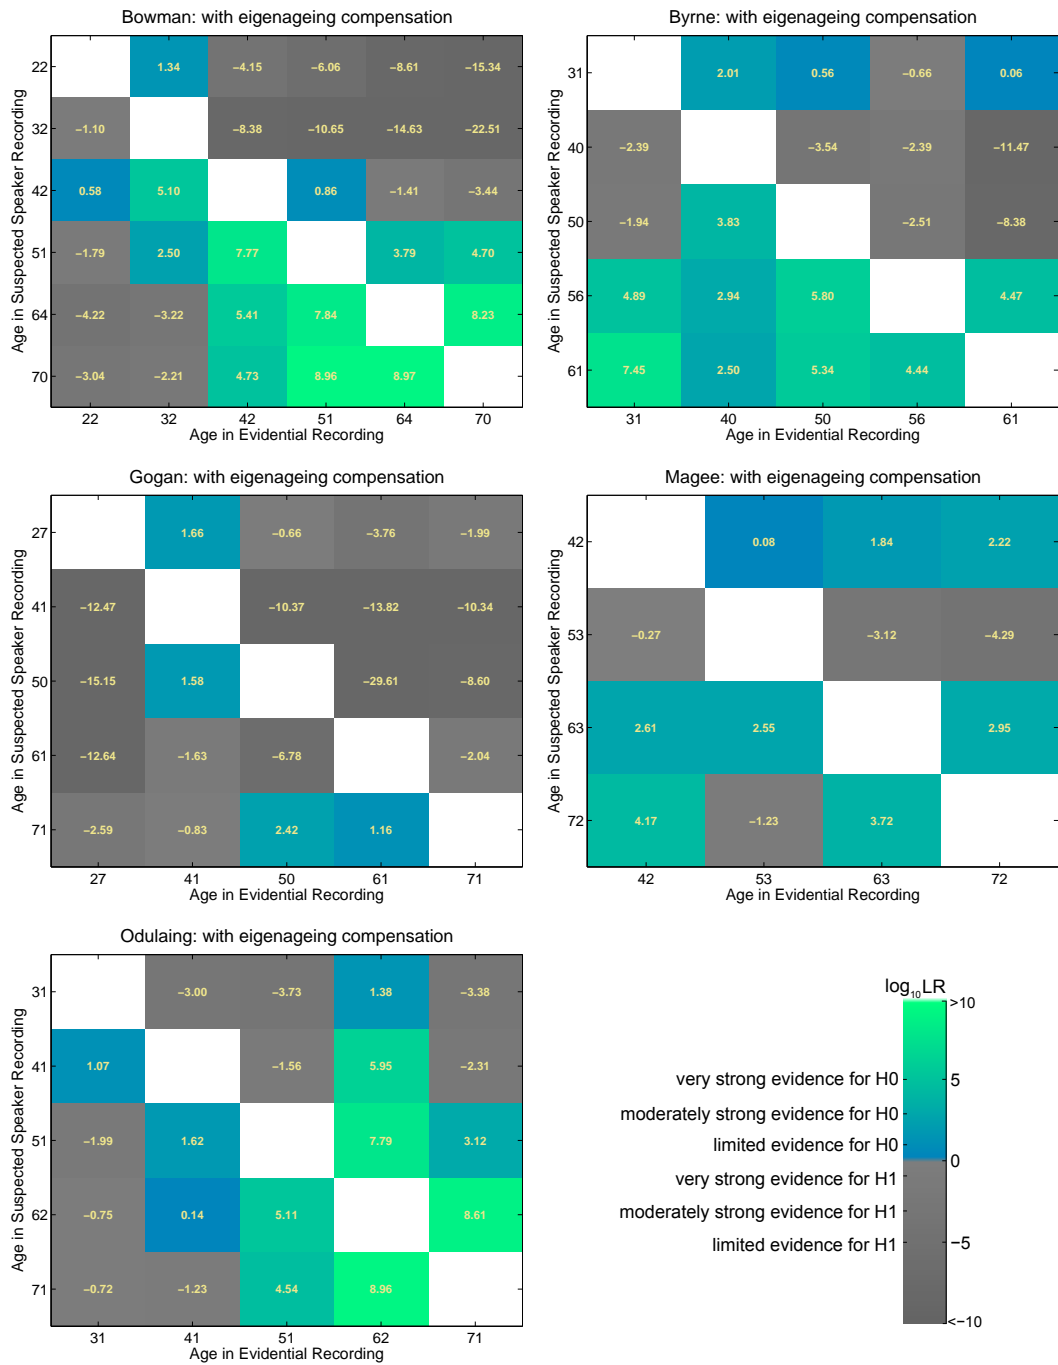 Bowman: with eigenageing compensation
22 1.34 −4.15 −6.06 −8.61 −15.34
32 −1.10 −8.38 −10.65 −14.63 −22.51
42 0.58 5.10 0.86 −1.41 −3.44
51 −1.79 2.50 7.77 3.79 4.70
64 −4.22 −3.22 5.41 7.84 8.23
70 −3.04 −2.21 4.73 8.96 8.97
22 32 42 51 64 70
Age in Evidential Recording
Age in Suspected Speaker Recording
Byrne: with eigenageing compensation
31 2.01 0.56 −0.66 0.06
40 −2.39 −3.54 −2.39 −11.47
50 −1.94 3.83 −2.51 −8.38
56 4.89 2.94 5.80 4.47
61 7.45 2.50 5.34 4.44
31 40 50 56 61
Age in Evidential Recording
Age in Suspected Speaker Recording
Gogan: with eigenageing compensation
27 1.66 −0.66 −3.76 −1.99
41 −12.47 −10.37 −13.82 −10.34
50 −15.15 1.58 −29.61 −8.60
61 −12.64 −1.63 −6.78 −2.04
71 −2.59 −0.83 2.42 1.16
27 41 50 61 71
Age in Evidential Recording
Age in Suspected Speaker Recording
Magee: with eigenageing compensation
42 0.08 1.84 2.22
53 −0.27 −3.12 −4.29
63 2.61 2.55 2.95
72 4.17 −1.23 3.72
42 53 63 72
Age in Evidential Recording
Age in Suspected Speaker Recording
Odulaing: with eigenageing compensation
31 −3.00 −3.73 1.38 −3.38
41 1.07 −1.56 5.95 −2.31
51 −1.99 1.62 7.79 3.12
62 −0.75 0.14 5.11 8.61
71 −0.72 −1.23 4.54 8.96
31 41 51 62 71
Age in Evidential Recording
Age in Suspected Speaker Recording
log₁₀LR
>10
very strong evidence for H0 5
moderately strong evidence for H0
limited evidence for H0
0
very strong evidence for H1
moderately strong evidence for H1
limited evidence for H1 −5
<−10